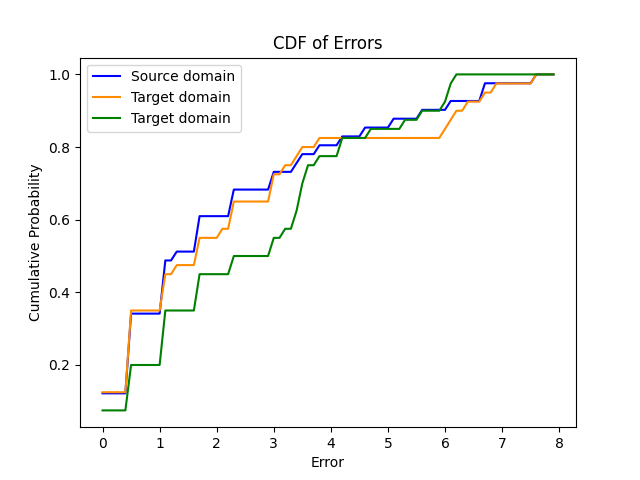 CDF of Errors
Source domain
Target domain
Target domain
Cumulative Probability
1.0
0.8
0.6
0.4
0.2
0 1 2 3 4 5 6 7 8
Error